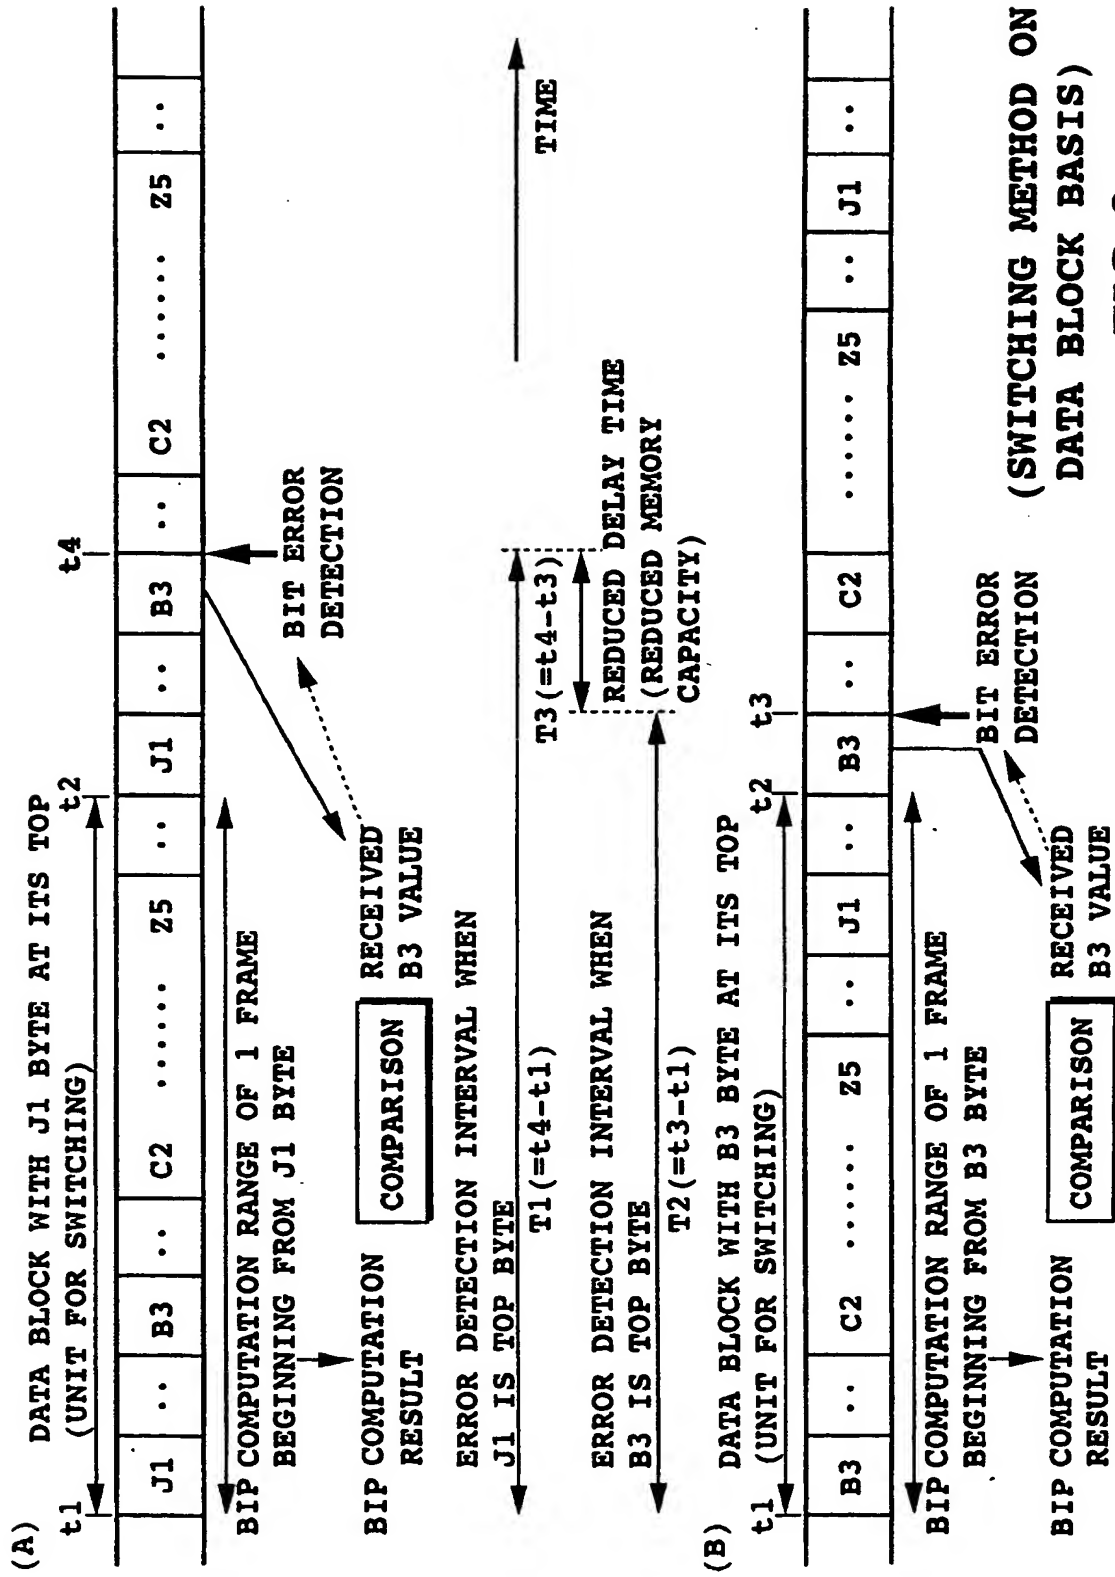 (A)
DATA BLOCK WITH J1 BYTE AT ITS TOP
(UNIT FOR SWITCHING)
t1 t2 t4
J1 ·· B3 ·· C2 ······ Z5 ·· J1 ·· B3 ·· C2 ······ Z5 ··
BIP COMPUTATION RANGE OF 1 FRAME
BEGINNING FROM J1 BYTE
BIT ERROR
DETECTION
BIP COMPUTATION
RESULT
COMPARISON
RECEIVED
B3 VALUE
ERROR DETECTION INTERVAL WHEN
J1 IS TOP BYTE
T1(=t4-t1)
T3(=t4-t3)
TIME
REDUCED DELAY TIME
(REDUCED MEMORY
CAPACITY)
ERROR DETECTION INTERVAL WHEN
B3 IS TOP BYTE
T2(=t3-t1)
(B)
DATA BLOCK WITH B3 BYTE AT ITS TOP
(UNIT FOR SWITCHING)
t1 t2 t3
B3 ·· C2 ······ Z5 ·· J1 ·· B3 ·· C2 ······ Z5 ·· J1 ··
BIP COMPUTATION RANGE OF 1 FRAME
BEGINNING FROM B3 BYTE
BIT ERROR
DETECTION
BIP COMPUTATION
RESULT
COMPARISON
RECEIVED
B3 VALUE
(SWITCHING METHOD ON
DATA BLOCK BASIS)